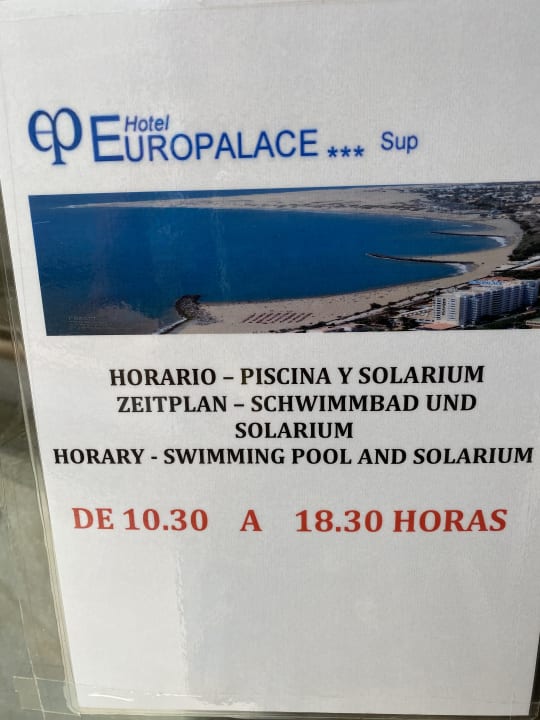 ep Hotel
EUROPALACE *** Sup
HORARIO – PISCINA Y SOLARIUM
ZEITPLAN – SCHWIMMBAD UND
SOLARIUM
HORARY - SWIMMING POOL AND SOLARIUM
DE 10.30 A 18.30 HORAS